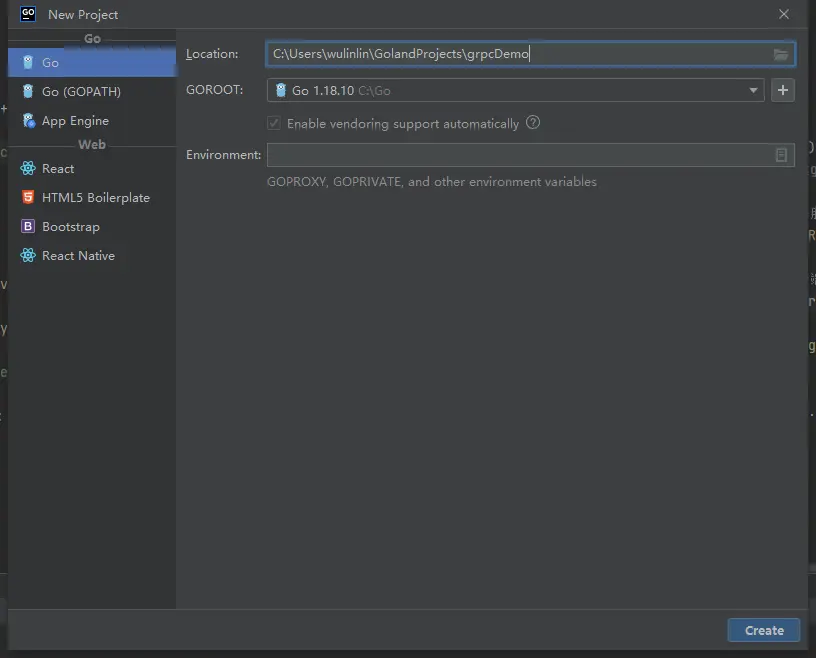 GO New Project
Go
Go
Go (GOPATH)
App Engine
Web
React
HTML5 Boilerplate
Bootstrap
React Native
Location: C:\Users\wulinlin\GolandProjects\grpcDemo
GOROOT: Go 1.18.10 C:\Go
Enable vendoring support automatically
Environment:
GOPROXY, GOPRIVATE, and other environment variables
Create